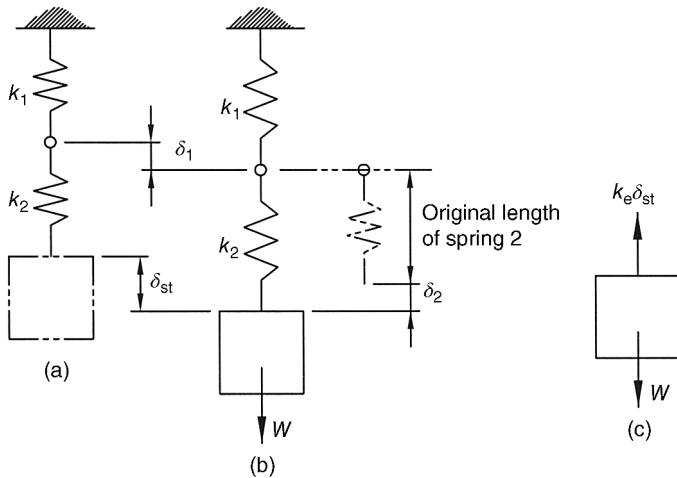 k₁
δ₁
k₂
δst
(a)
k₁
k₂
W
(b)
Original length
of spring 2
δ₂
kₑδst
W
(c)